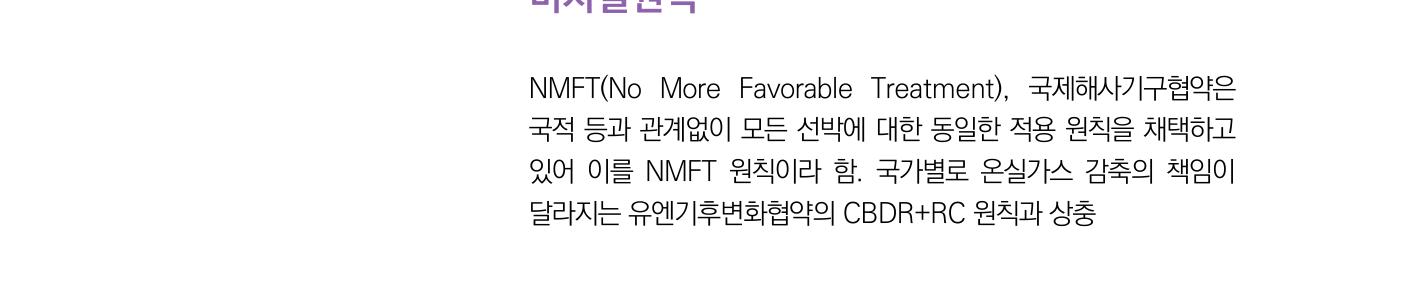 NMFT(No More Favorable Treatment), 국제해사기구협약은
국적 등과 관계없이 모든 선박에 대한 동일한 적용 원칙을 채택하고
있어 이를 NMFT 원칙이라 함. 국가별로 온실가스 감축의 책임이
달라지는 유엔기후변화협약의 CBDR+RC 원칙과 상충